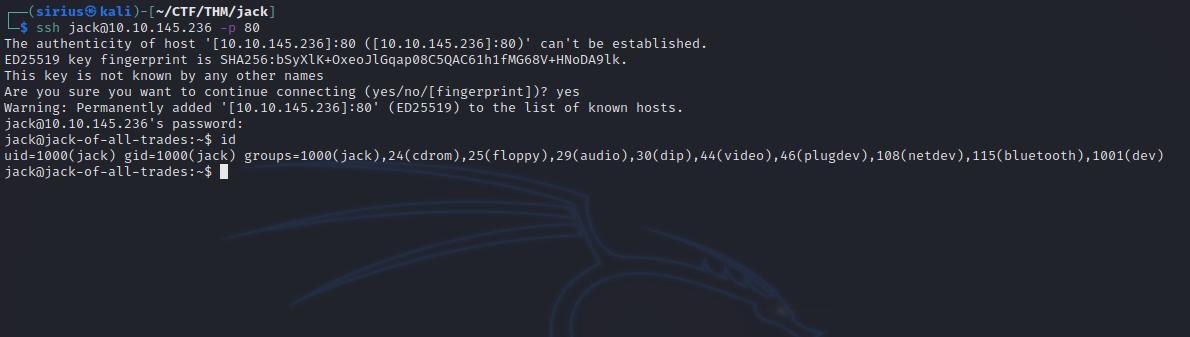 ┌──(sirius㉿kali)-[~/CTF/THM/jack]
└─$ ssh jack@10.10.145.236 -p 80
The authenticity of host '[10.10.145.236]:80 ([10.10.145.236]:80)' can't be established.
ED25519 key fingerprint is SHA256:bSyXlK+OxeoJlGqap08C5QAC61h1fMG68V+HNoDA9lk.
This key is not known by any other names
Are you sure you want to continue connecting (yes/no/[fingerprint])? yes
Warning: Permanently added '[10.10.145.236]:80' (ED25519) to the list of known hosts.
jack@10.10.145.236's password:
jack@jack-of-all-trades:~$ id
uid=1000(jack) gid=1000(jack) groups=1000(jack),24(cdrom),25(floppy),29(audio),30(dip),44(video),46(plugdev),108(netdev),115(bluetooth),1001(dev)
jack@jack-of-all-trades:~$